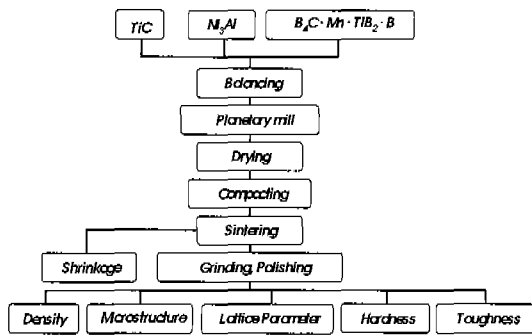 TiC
Ni₃Al
B₄C · Mn · TiB₂ · B
Balancing
Planetary mill
Drying
Compacting
Sintering
Shrinkage
Grinding, Polishing
Density
Microstructure
Lattice Parameter
Hardness
Toughness